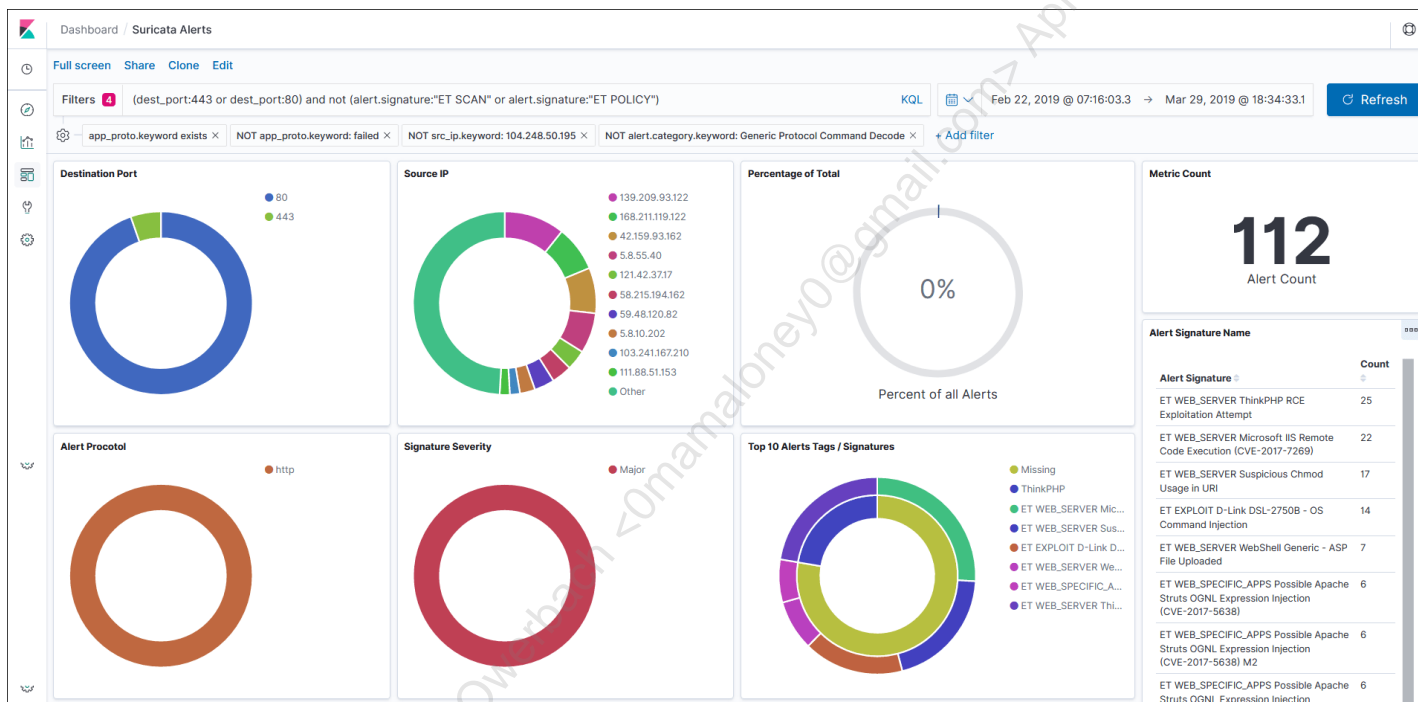 Dashboard / Suricata Alerts
Full screen Share Clone Edit
Filters 4 (dest_port:443 or dest_port:80) and not (alert.signature:"ET SCAN" or alert.signature:"ET POLICY") KQL Feb 22, 2019 @ 07:16:03.3 → Mar 29, 2019 @ 18:34:33.1 Refresh
app_proto.keyword exists × NOT app_proto.keyword: failed × NOT src_ip.keyword: 104.248.50.195 × NOT alert.category.keyword: Generic Protocol Command Decode × + Add filter
Destination Port
80
443
Source IP
139.209.93.122
168.211.119.122
42.159.93.162
5.8.55.40
121.42.37.17
58.215.194.162
59.48.120.82
5.8.10.202
103.241.167.210
111.88.51.153
Other
Percentage of Total
0%
Percent of all Alerts
Metric Count
112
Alert Count
Alert Signature Name
Alert Signature Count
ET WEB_SERVER ThinkPHP RCE 25
Exploitation Attempt
ET WEB_SERVER Microsoft IIS Remote 22
Code Execution (CVE-2017-7269)
ET WEB_SERVER Suspicious Chmod 17
Usage in URI
ET EXPLOIT D-Link DSL-2750B - OS 14
Command Injection
ET WEB_SERVER WebShell Generic - ASP 7
File Uploaded
ET WEB_SPECIFIC_APPS Possible Apache 6
Struts OGNL Expression Injection
(CVE-2017-5638)
ET WEB_SPECIFIC_APPS Possible Apache 6
Struts OGNL Expression Injection
(CVE-2017-5638) M2
ET WEB_SPECIFIC_APPS Possible Apache 6
Struts OGNL Expression Injection
Alert Procotol
http
Signature Severity
Major
Top 10 Alerts Tags / Signatures
Missing
ThinkPHP
ET WEB_SERVER Mic...
ET WEB_SERVER Sus...
ET EXPLOIT D-Link D...
ET WEB_SERVER We...
ET WEB_SPECIFIC_A...
ET WEB_SERVER Thi...
Owerbach <0mamaloney0@gmail.com>